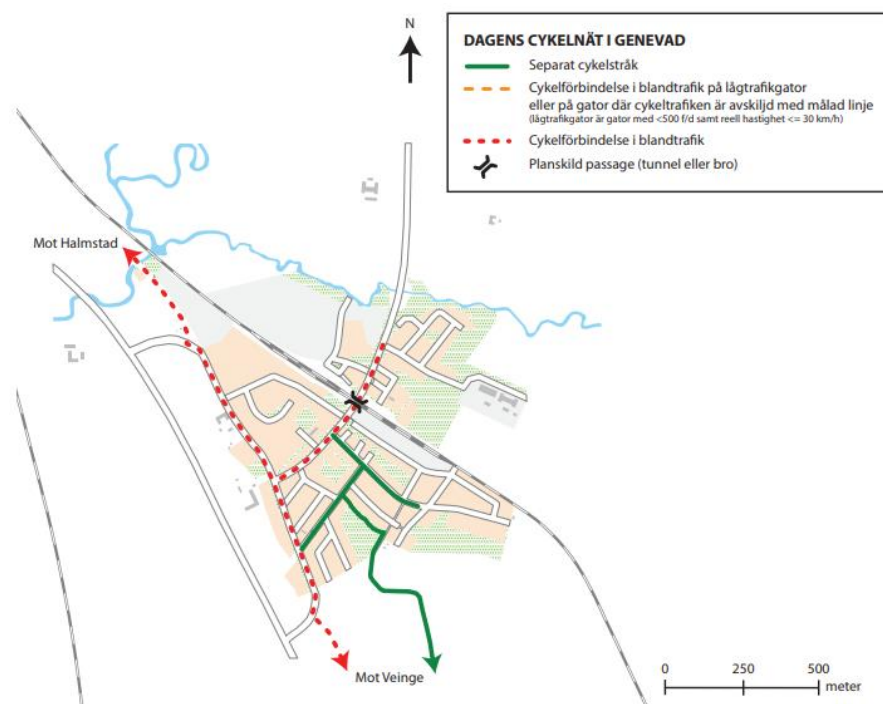 N
DAGENS CYKELNÄT I GENEVAD
Separat cykelstråk
Cykelförbindelse i blandtrafik på lågtrafikgator
eller på gator där cykeltrafiken är avskiljd med målad linje
(lågtrafikgator är gator med <500 f/d samt reell hastighet <= 30 km/h)
Cykelförbindelse i blandtrafik
Planskild passage (tunnel eller bro)
Mot Halmstad
Mot Veinge
0 250 500
meter